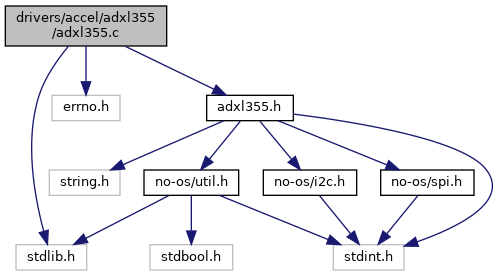 drivers/accel/adxl355
/adxl355.c
errno.h
adxl355.h
string.h
no-os/util.h
no-os/i2c.h
no-os/spi.h
stdlib.h
stdbool.h
stdint.h